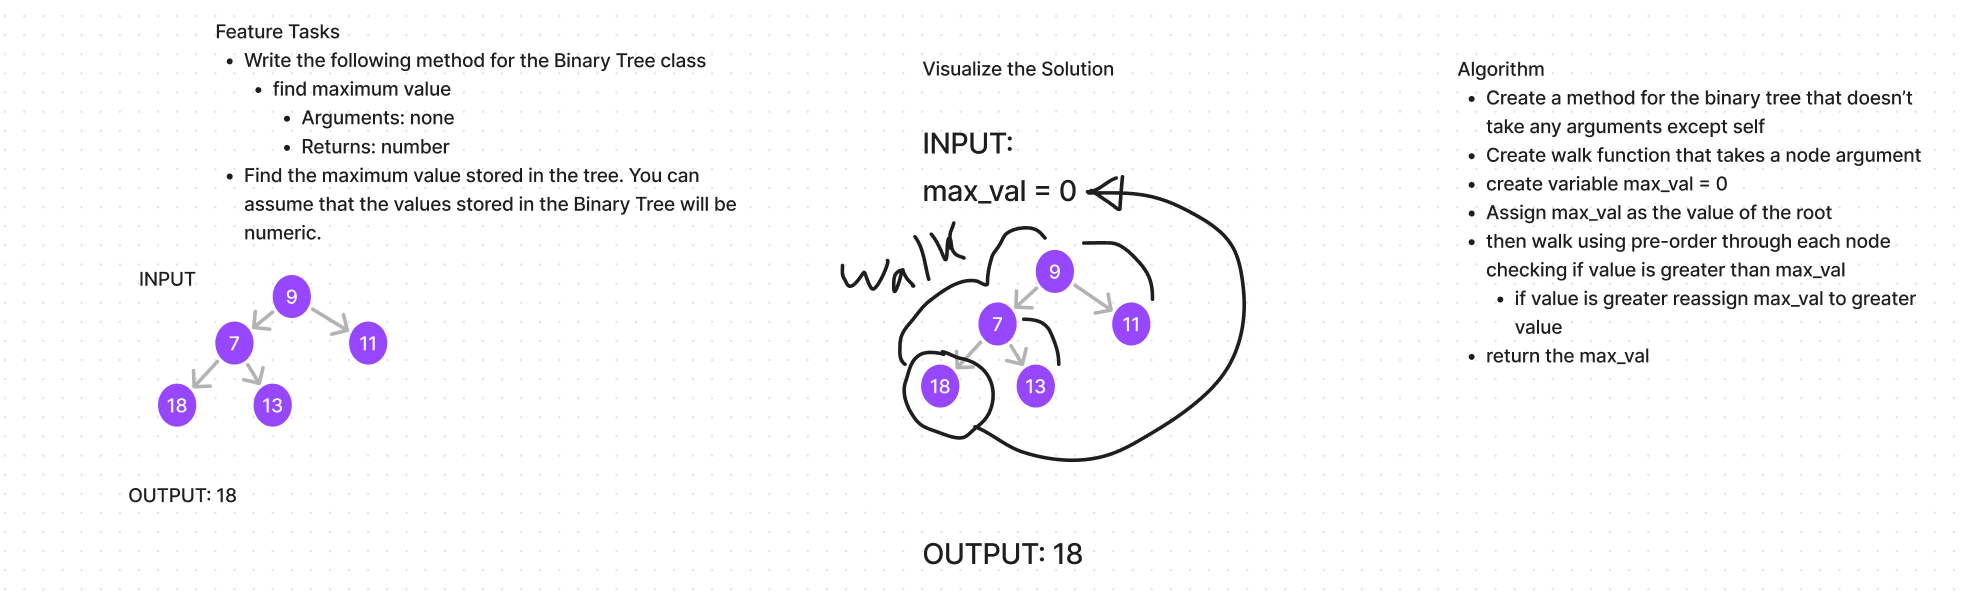 Feature Tasks
• Write the following method for the Binary Tree class
• find maximum value
• Arguments: none
• Returns: number
• Find the maximum value stored in the tree. You can
assume that the values stored in the Binary Tree will be
numeric.
INPUT
9
7
11
18
13
OUTPUT: 18
Visualize the Solution
INPUT:
max_val = 0
walk
9
7
11
18
13
OUTPUT: 18
Algorithm
• Create a method for the binary tree that doesn’t
take any arguments except self
• Create walk function that takes a node argument
• create variable max_val = 0
• Assign max_val as the value of the root
• then walk using pre-order through each node
checking if value is greater than max_val
• if value is greater reassign max_val to greater
value
• return the max_val